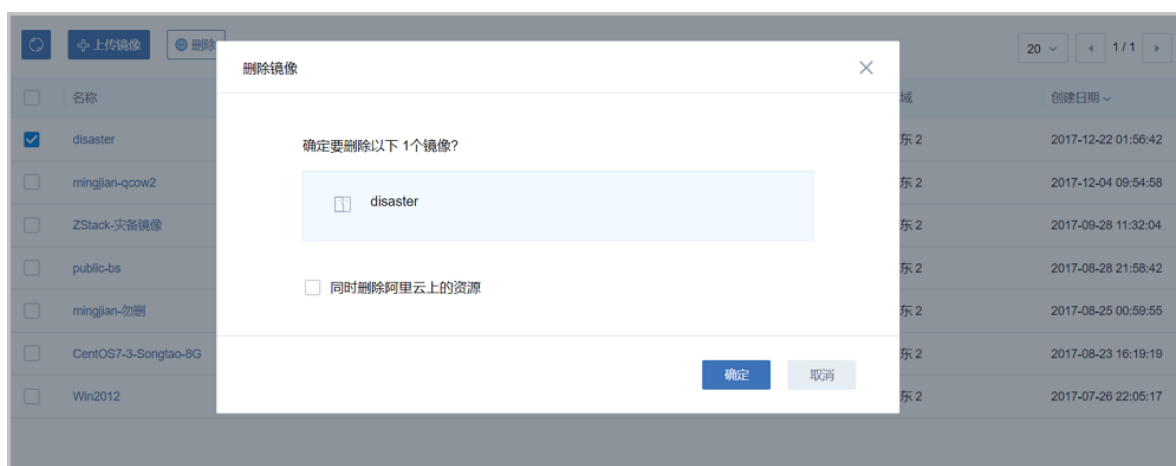 上传镜像 删除 20 1 / 1
删除镜像
名称 域 创建日期
disaster 东 2 2017-12-22 01:56:42
确定要删除以下 1个镜像?
mingjian-qcow2 东 2 2017-12-04 09:54:58
disaster
ZStack-灾备镜像 东 2 2017-09-28 11:32:04
public-bs 东 2 2017-08-28 21:58:42
同时删除阿里云上的资源
mingjian-勿删 东 2 2017-08-25 00:59:55
CentOS7-3-Songtao-8G 东 2 2017-08-23 16:19:19
确定 取消
Win2012 东 2 2017-07-26 22:05:17